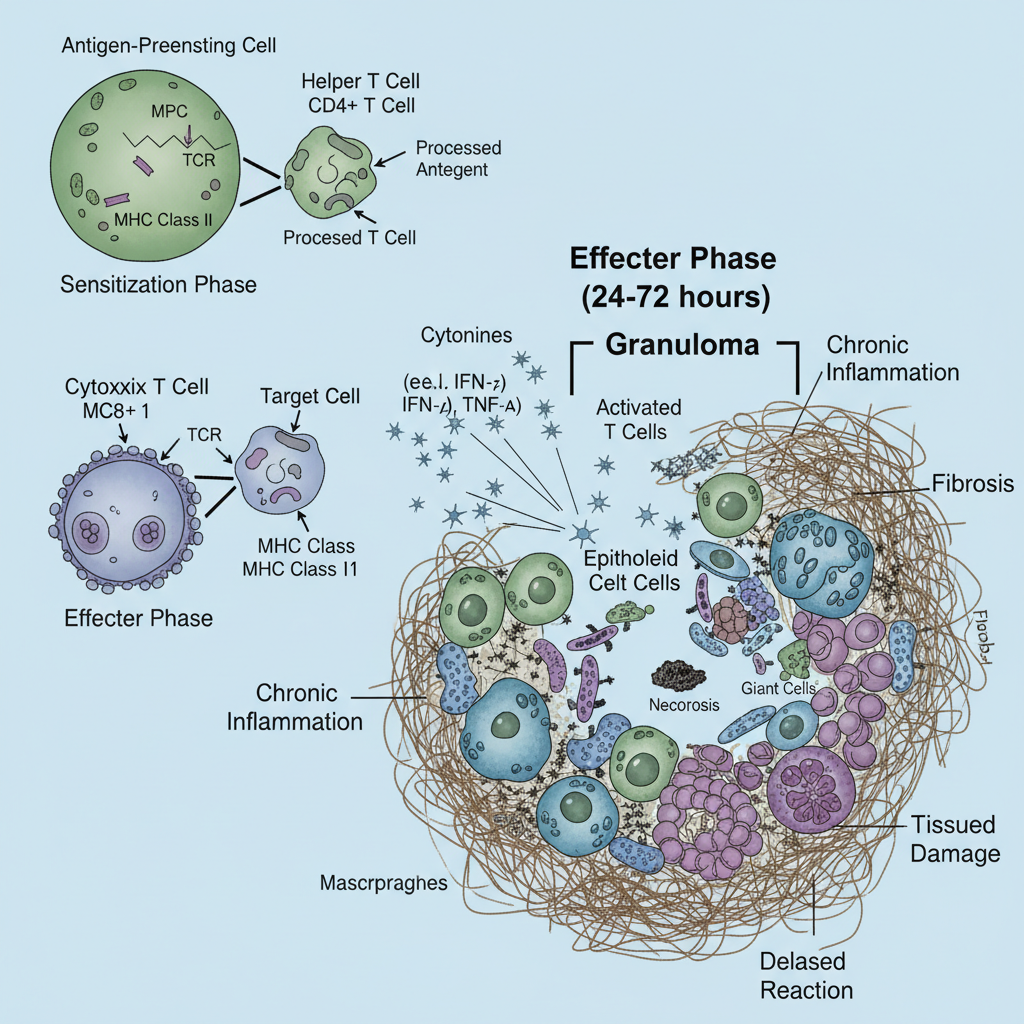 Antigen-Preensting Cell
Helper T Cell
CD4+ T Cell
MPC
TCR
MHC Class II
Processed
Antegent
Procesed T Cell
Sensitization Phase
Effecter Phase
(24-72 hours)
Granuloma
Cytonines
(ee.l. IFN-
IFN- TNF-A)
Activated
T Cells
Chronic
Inflammation
Fibrosis
Cytoxxix T Cell
MC8+ 1
TCR
Target Cell
MHC Class
MHC Class I1
Effecter Phase
Epitholeid
Celt Cells
Necorosis
Giant Cells
Chronic
Inflammation
Tissued
Damage
Mascrpraghes
Delased
Reaction